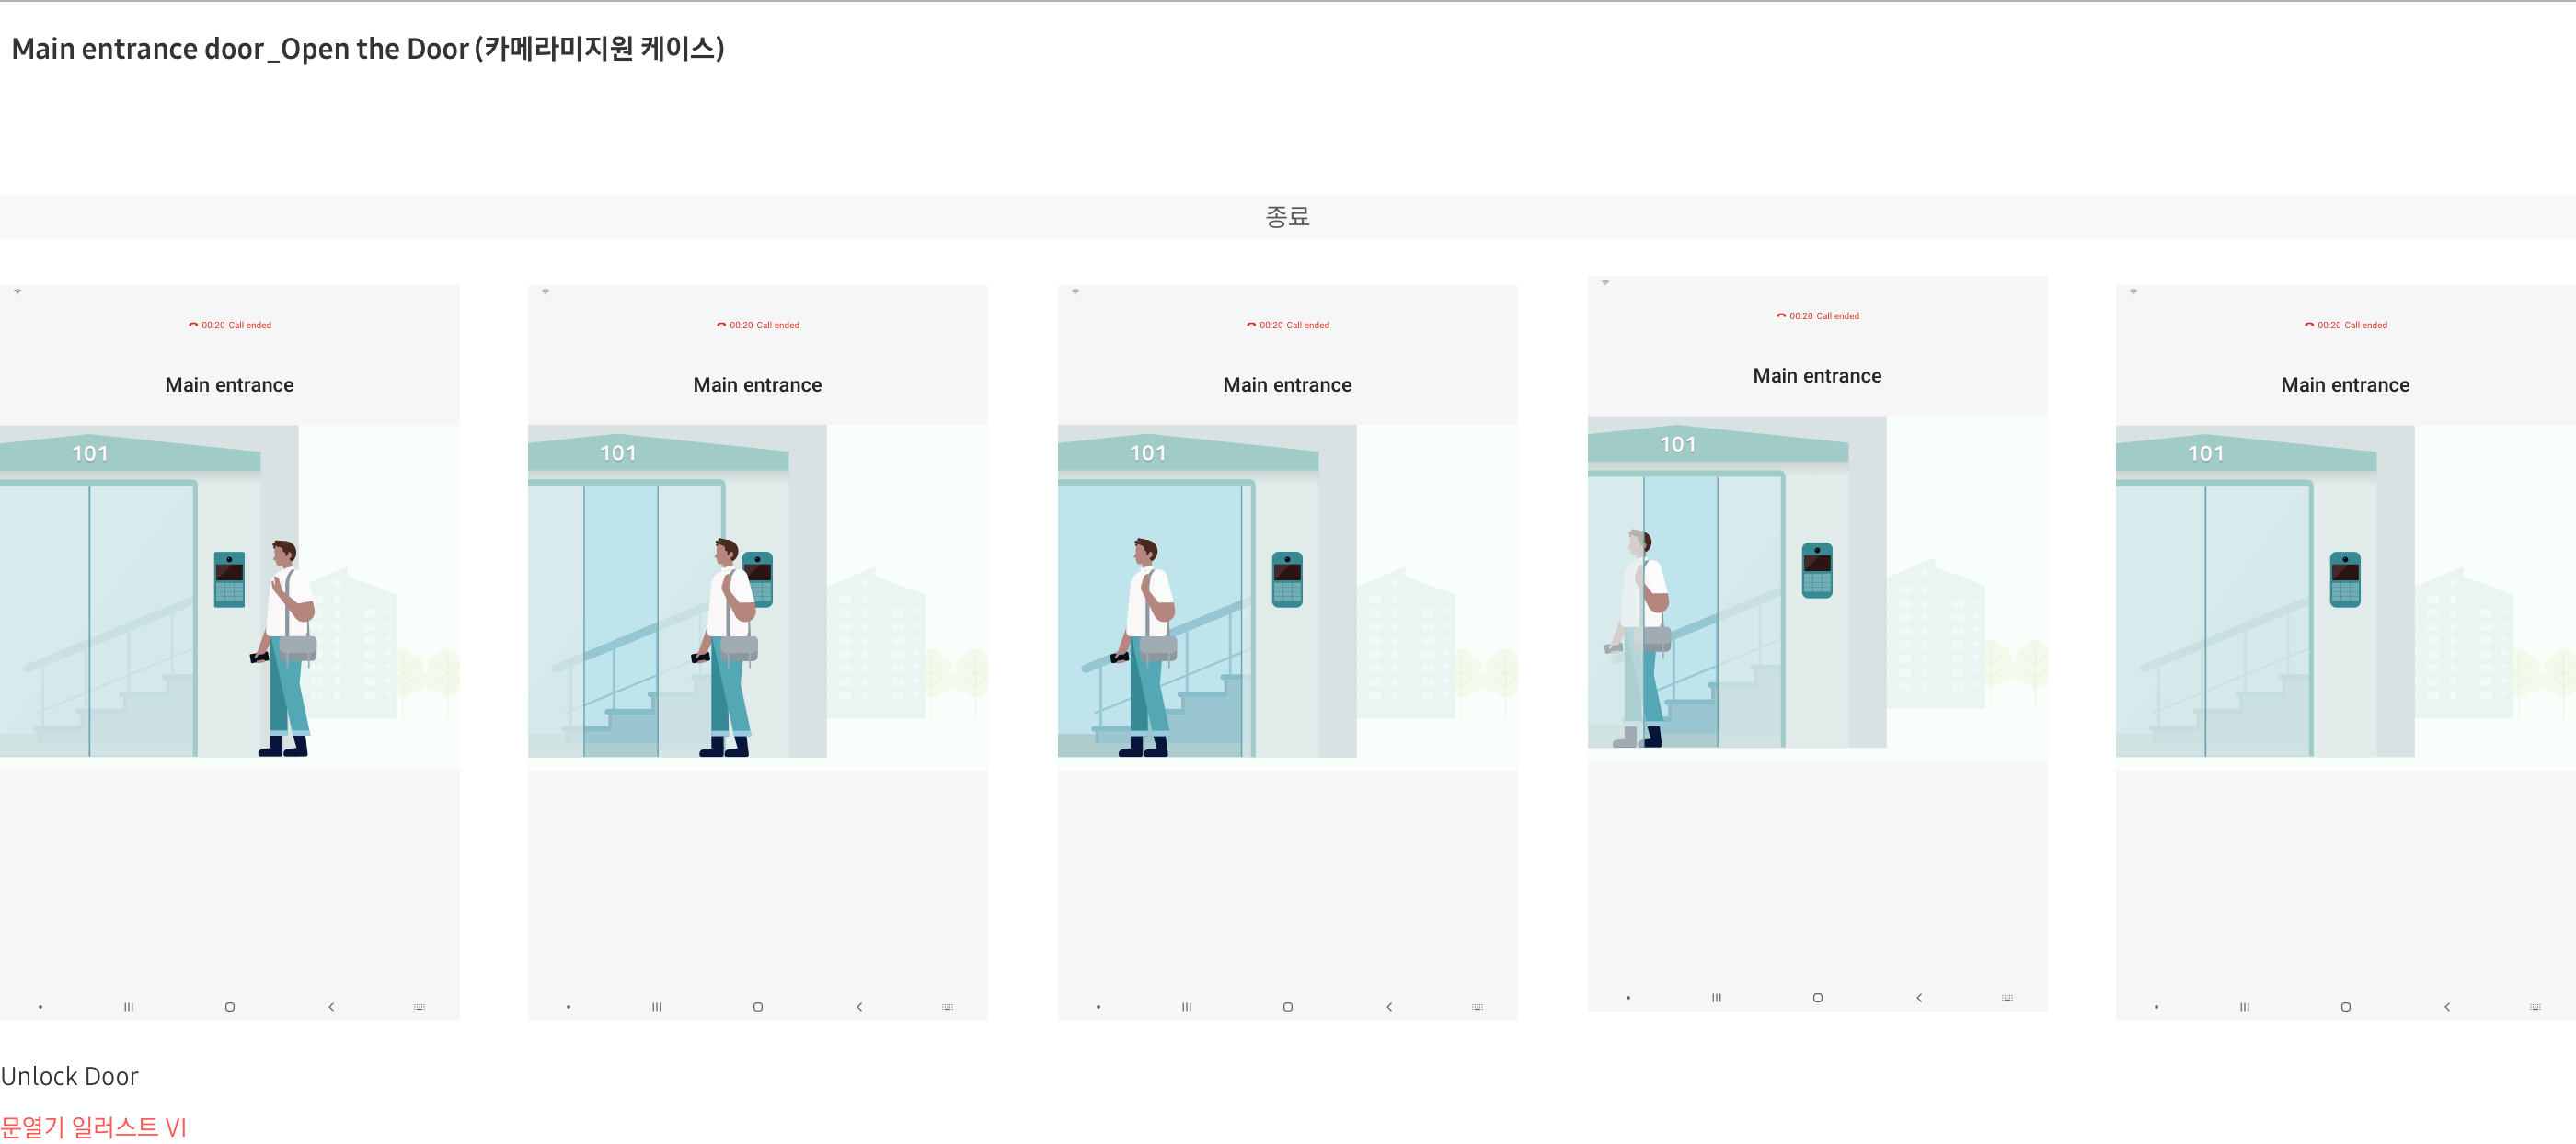 Main entrance door_Open the Door (카메라미지원 케이스)
종료
00:20 Call ended
Main entrance
101
00:20 Call ended
Main entrance
101
00:20 Call ended
Main entrance
101
00:20 Call ended
Main entrance
101
00:20 Call ended
Main entrance
101
Unlock Door
문열기 일러스트 VI